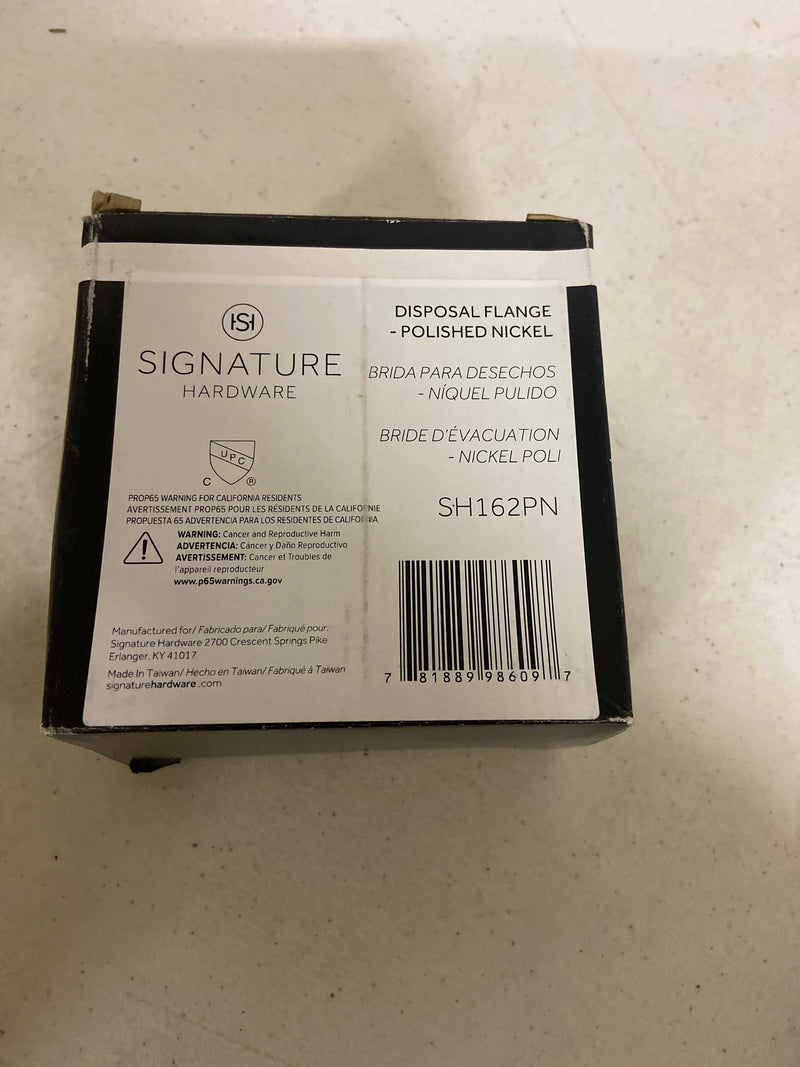 SH
SIGNATURE
HARDWARE
UPC
C ®
PROP65 WARNING FOR CALIFORNIA RESIDENTS
AVERTISSEMENT PROP65 POUR LES RÉSIDENTS DE LA CALIFORNIE
PROPUESTA 65 ADVERTENCIA PARA LOS RESIDENTES DE CALIFORNIA
WARNING: Cancer and Reproductive Harm
ADVERTENCIA: Cáncer y Daño Reproductivo
AVERTISSEMENT: Cancer et Troubles de
l'appareil reproducteur
www.p65warnings.ca.gov
Manufactured for/ Fabricado para/ Fabriqué pour:
Signature Hardware 2700 Crescent Springs Pike
Erlanger, KY 41017
Made In Taiwan/ Hecho en Taiwan/ Fabriqué à Taiwan
signaturehardware.com
DISPOSAL FLANGE
- POLISHED NICKEL
BRIDA PARA DESECHOS
- NÍQUEL PULIDO
BRIDE D'ÉVACUATION
- NICKEL POLI
SH162PN
7 81889 98609 7